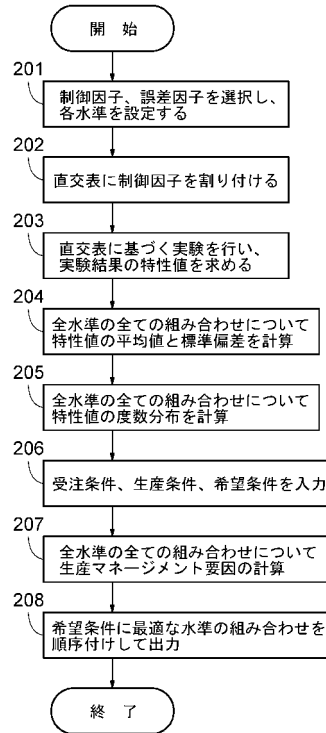 開 始
201
制御因子、誤差因子を選択し、
各水準を設定する
202
直交表に制御因子を割り付ける
203
直交表に基づく実験を行い、
実験結果の特性値を求める
204
全水準の全ての組み合わせについて
特性値の平均値と標準偏差を計算
205
全水準の全ての組み合わせについて
特性値の度数分布を計算
206
受注条件、生産条件、希望条件を入力
207
全水準の全ての組み合わせについて
生産マネージメント要因の計算
208
希望条件に最適な水準の組み合わせを
順序付けして出力
終 了